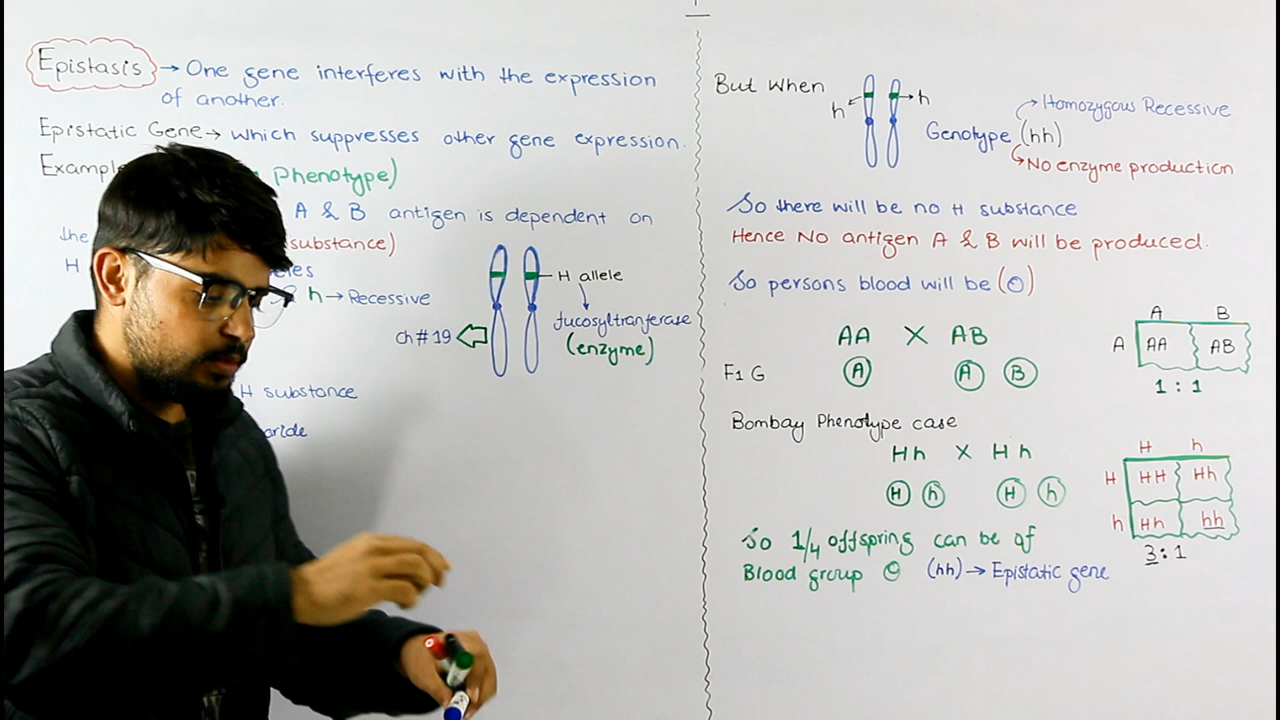 Epistasis → One gene interferes with the expression
of another.
Epistatic Gene → which suppresses other gene expression.
Phenotype)
A & B antigen is dependent on
the substance)
H
h → Recessive
H allele
fucosyltranferase
(enzyme)
ch # 19
H substance
But When h h
Homozygous Recessive
Genotype (hh)
No enzyme production
So there will be no H substance
Hence No antigen A & B will be produced.
So persons blood will be (O)
AA X AB
F1 G A A B
A B
A AA AB
1 : 1
Bombay Phenotype case
Hh X Hh
H h H h
H h
H HH Hh
h Hh hh
3 : 1
So 1/4 offspring can be of
Blood group O (hh) → Epistatic gene